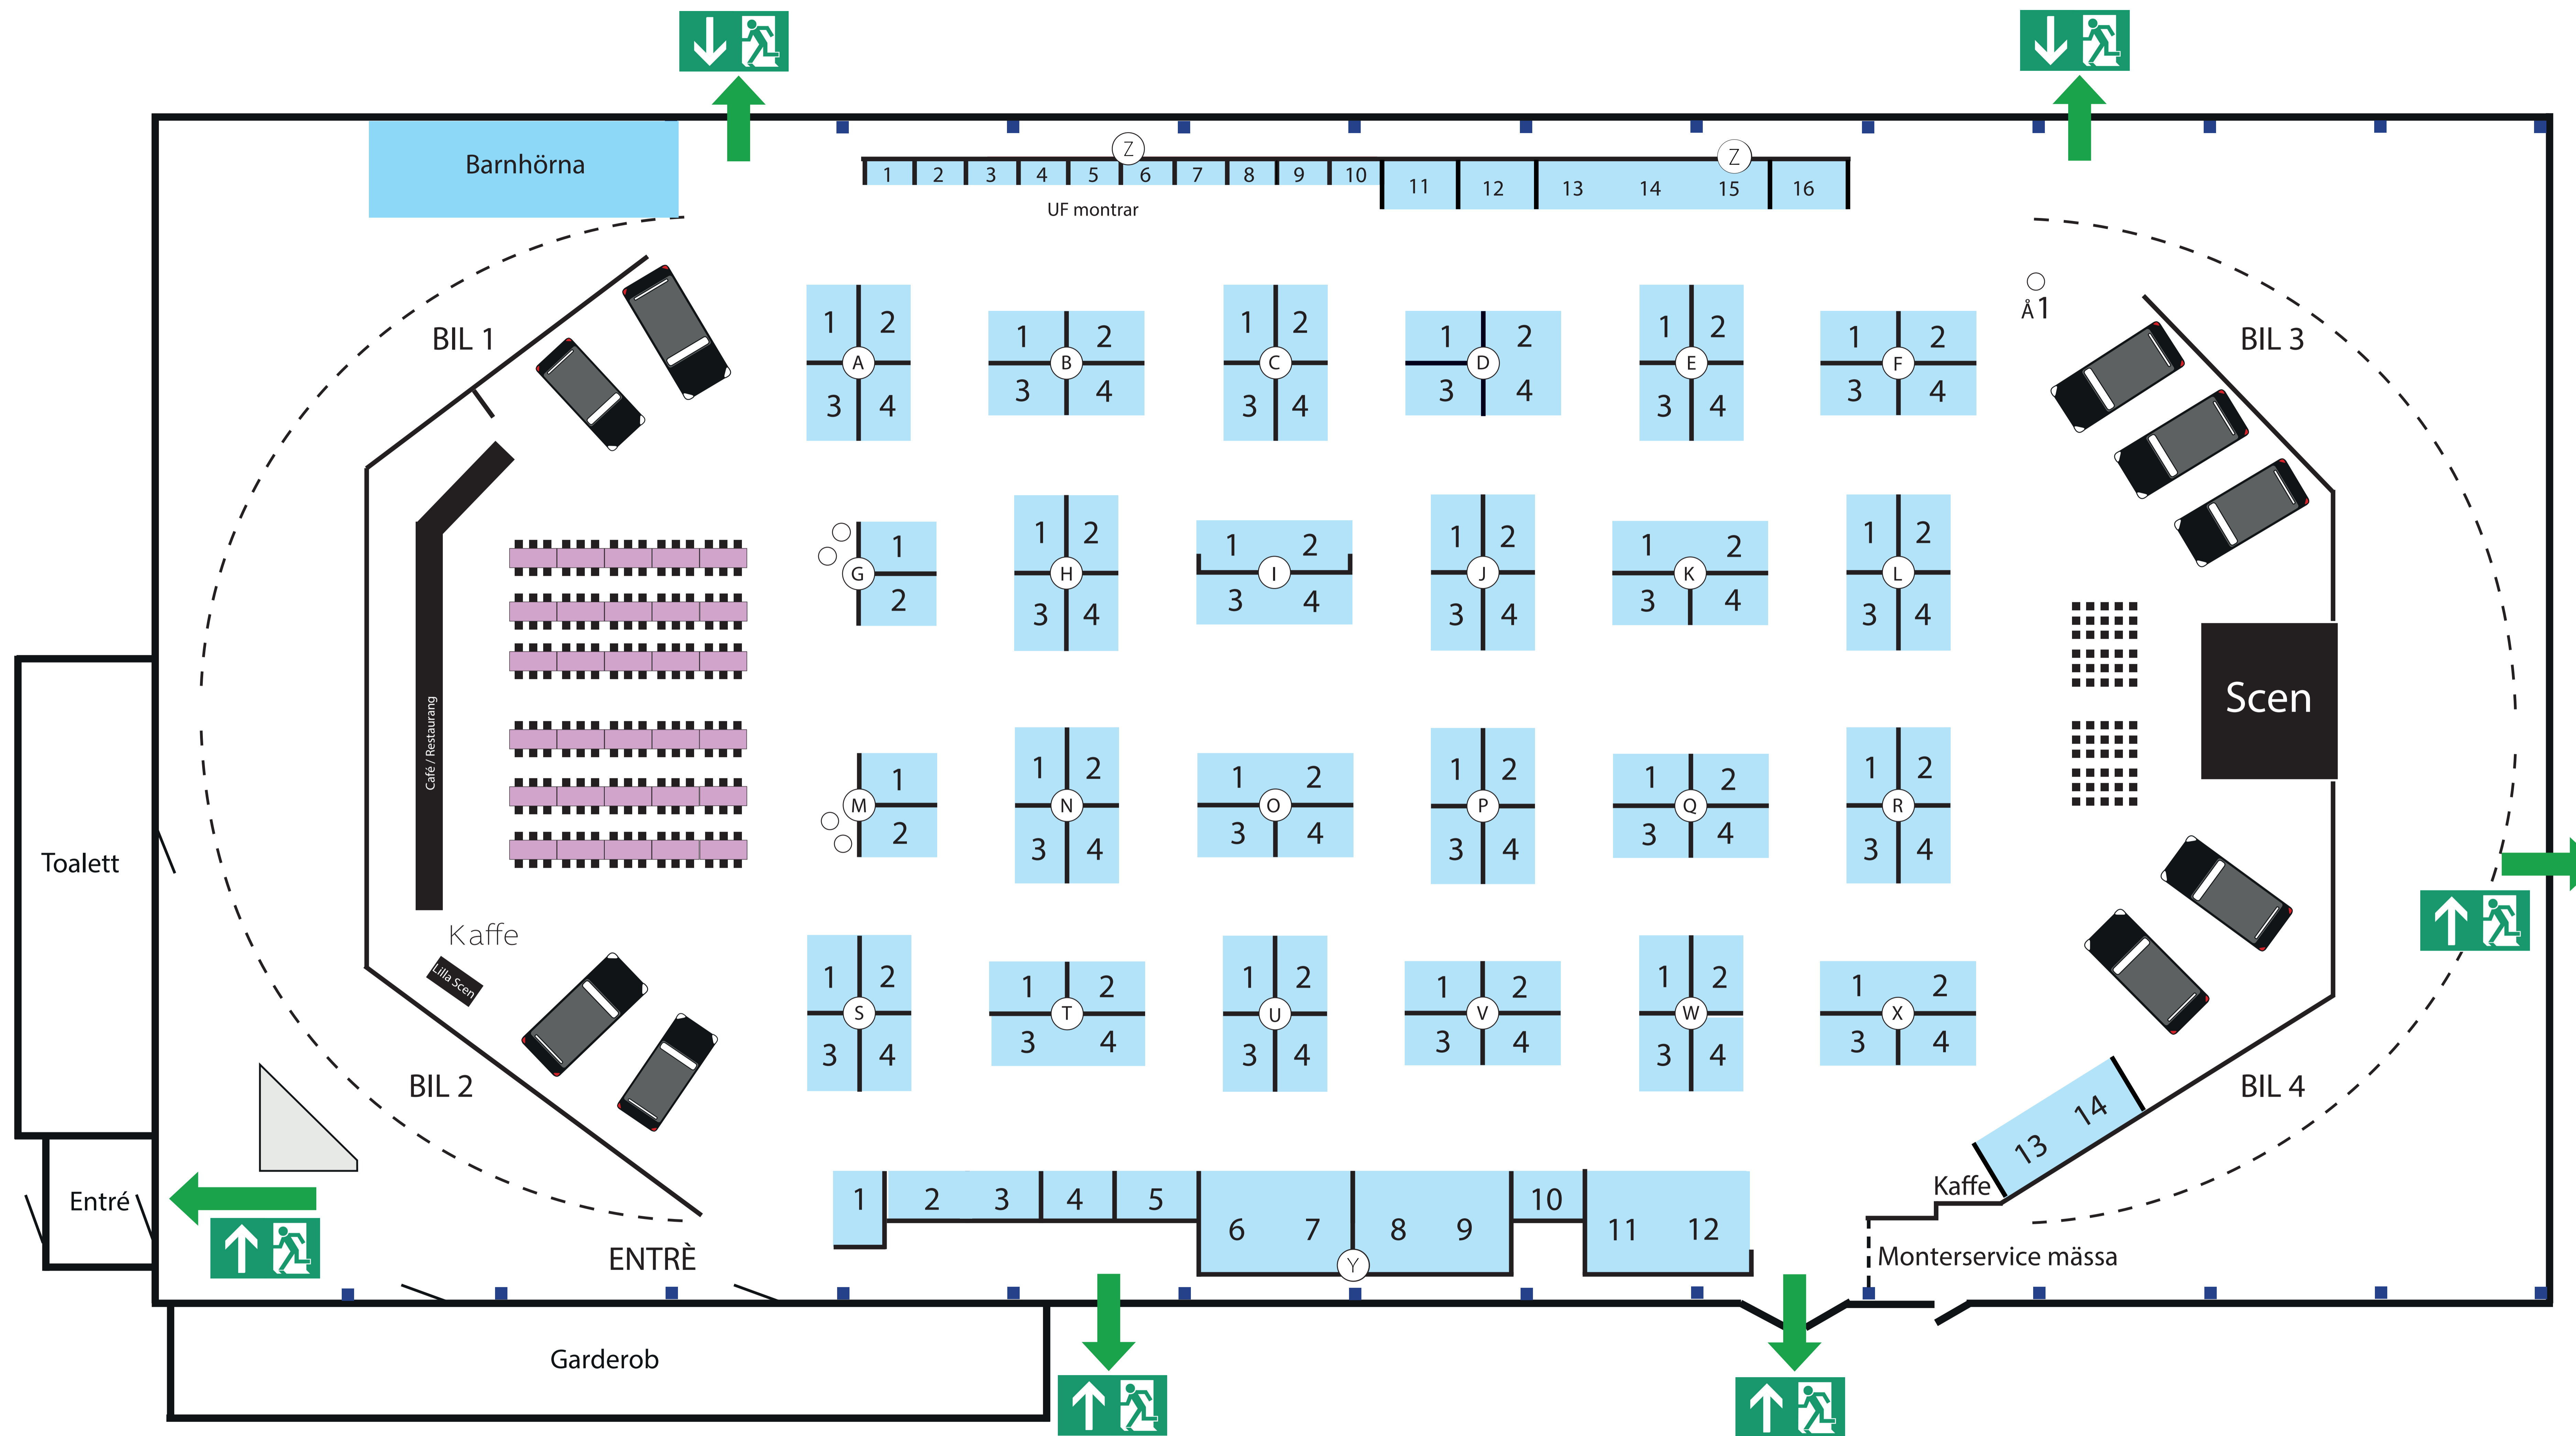 Barnhörna
Z
Z
1 2 3 4 5 6 7 8 9 10 11 12 13 14 15 16
UF montrar
BIL 1
BIL 3
Å1
1 2
A
3 4
1 2
B
3 4
1 2
C
3 4
1 2
D
3 4
1 2
E
3 4
1 2
F
3 4
1
G
2
1 2
H
3 4
1 2
I
3 4
1 2
J
3 4
1 2
K
3 4
1 2
L
3 4
Café / Restaurang
Scen
Toalett
1
M
2
1 2
N
3 4
1 2
O
3 4
1 2
P
3 4
1 2
Q
3 4
1 2
R
3 4
Kaffe
Lilla Scen
1 2
S
3 4
1 2
T
3 4
1 2
U
3 4
1 2
V
3 4
1 2
W
3 4
1 2
X
3 4
BIL 2
BIL 4
13 14
Kaffe
Entré
ENTRÈ
1 2 3 4 5 6 7 8 9 10 11 12
Y
Monterservice mässa
Garderob